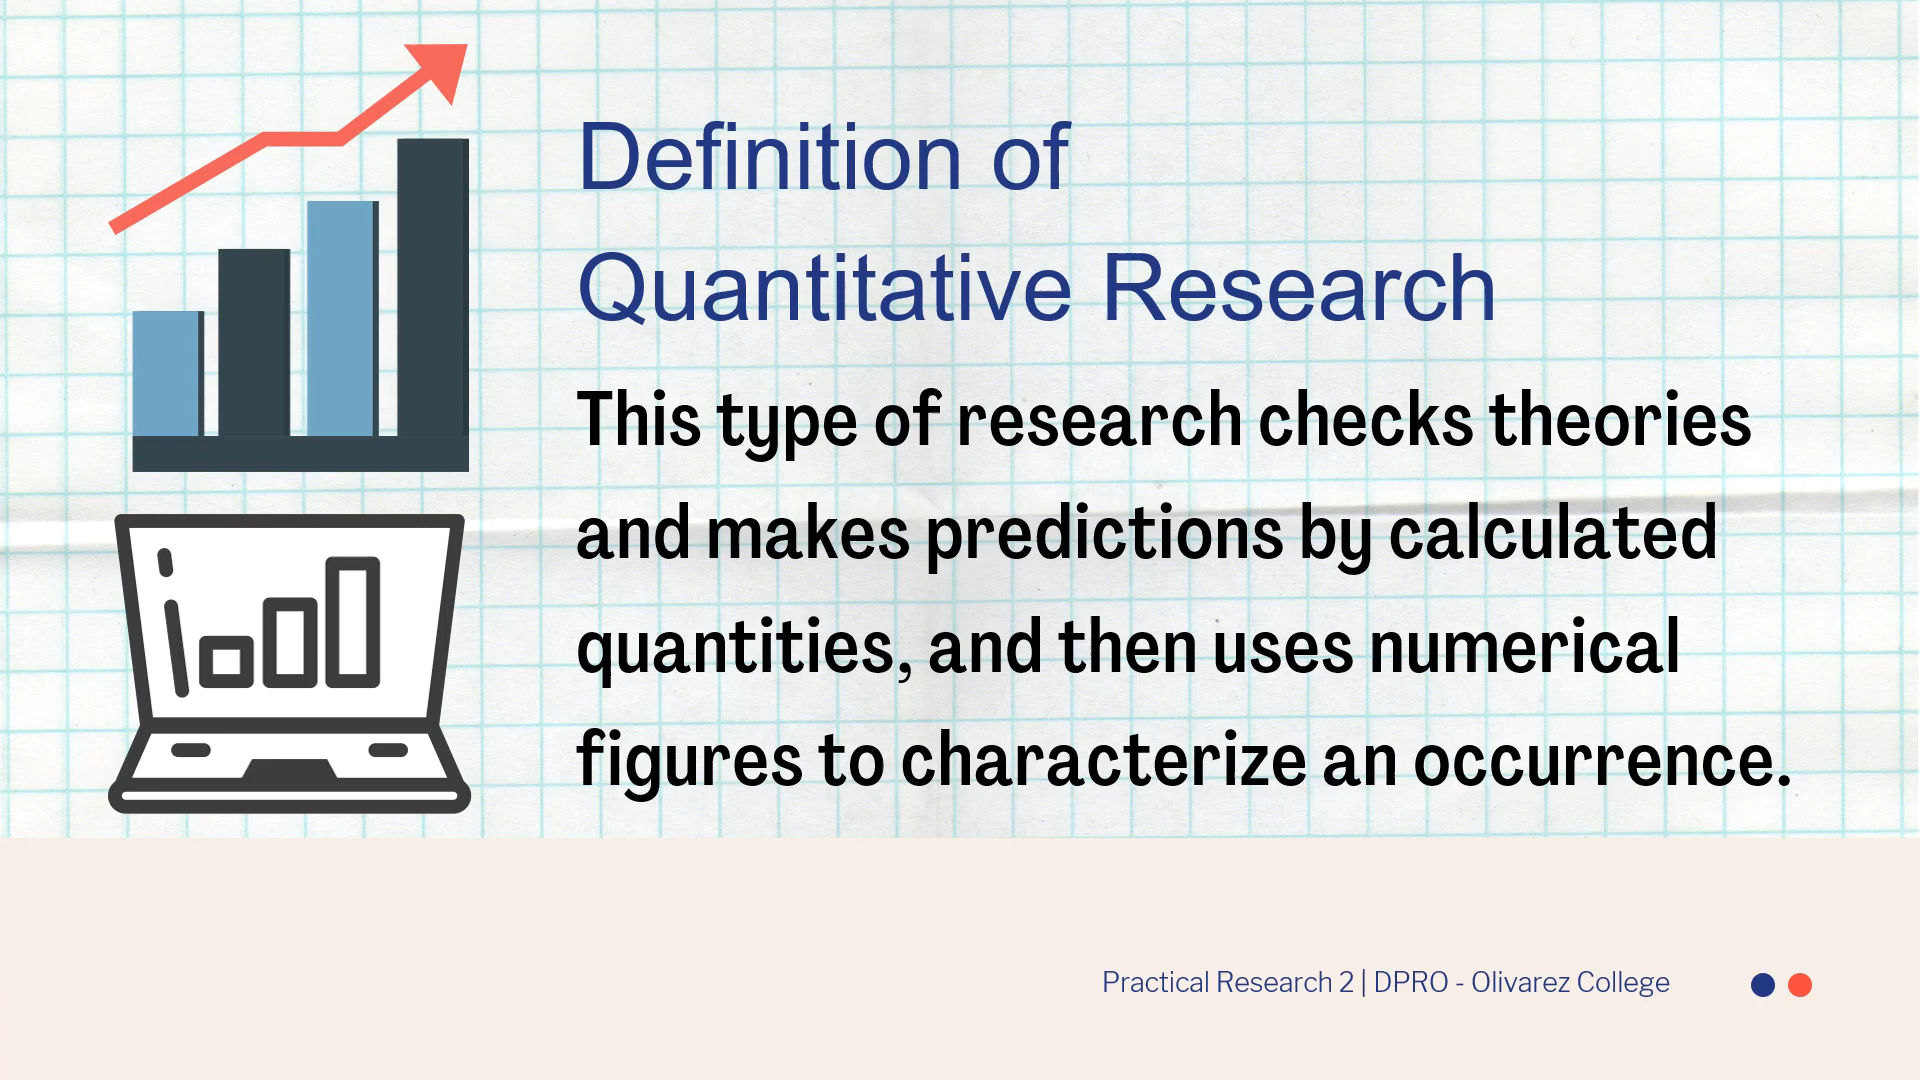 Definition of
Quantitative Research
This type of research checks theories
and makes predictions by calculated
quantities, and then uses numerical
figures to characterize an occurrence.
Practical Research 2 | DPRO - Olivarez College